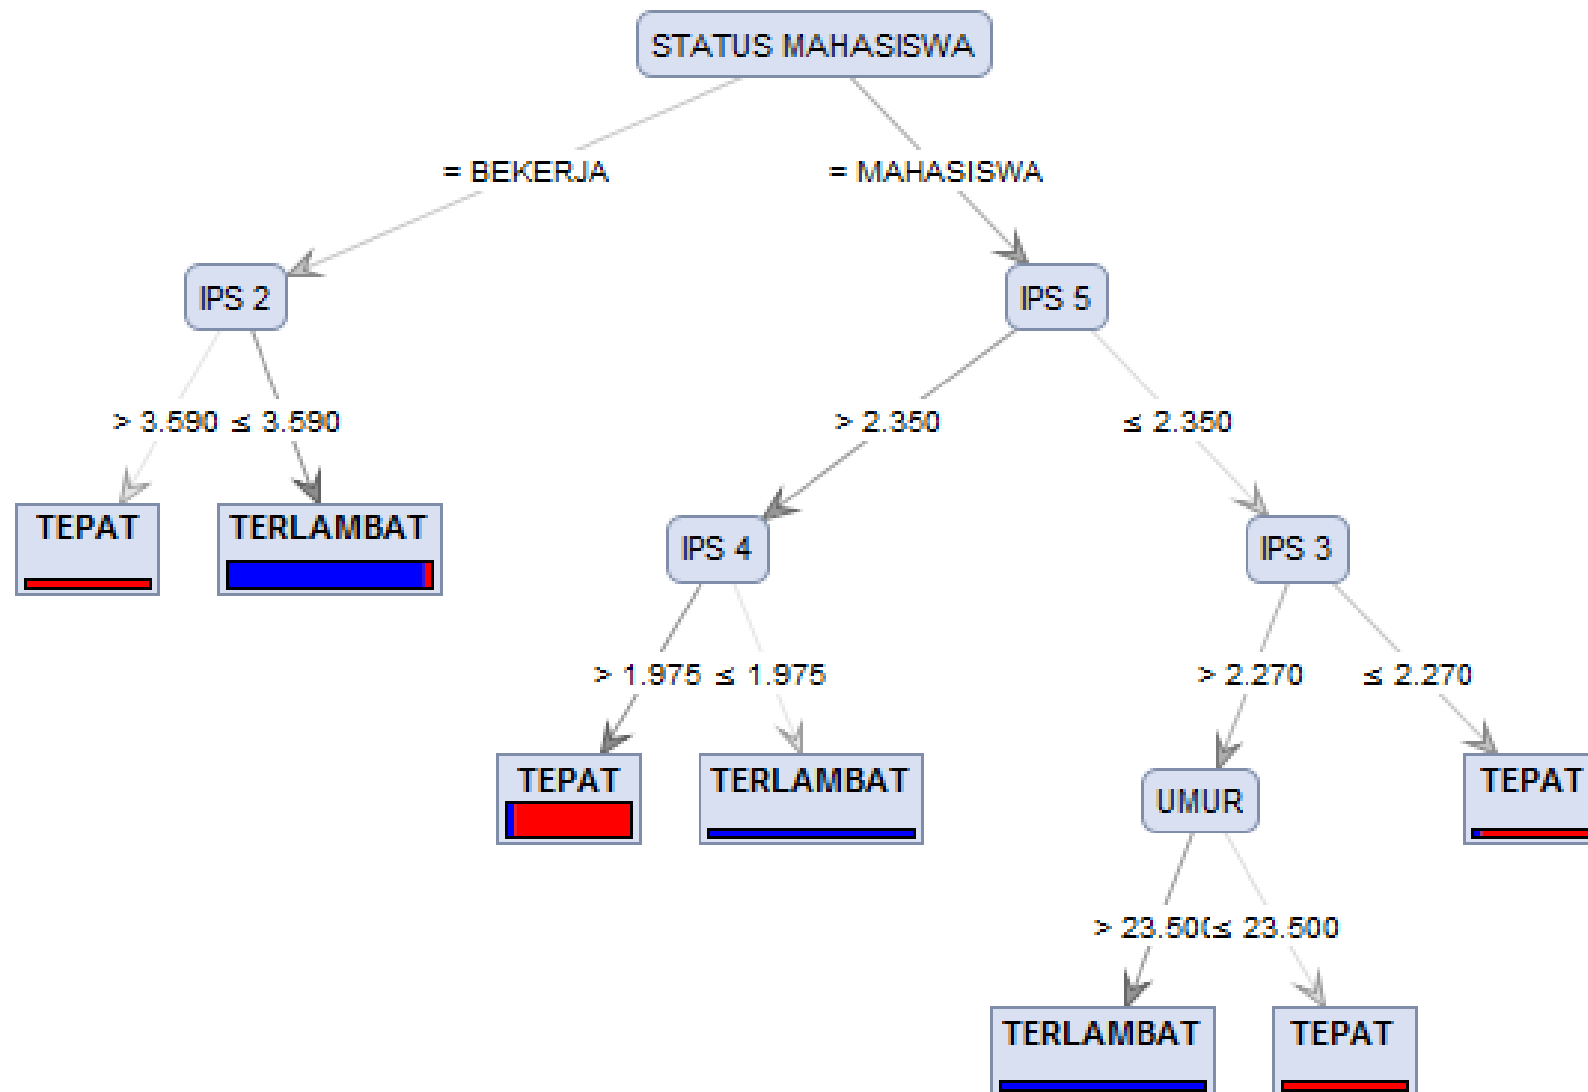 STATUS MAHASISWA
= BEKERJA
= MAHASISWA
IPS 2
IPS 5
> 3.590
≤ 3.590
> 2.350
≤ 2.350
TEPAT
TERLAMBAT
IPS 4
IPS 3
> 1.975
≤ 1.975
> 2.270
≤ 2.270
TEPAT
TERLAMBAT
UMUR
TEPAT
> 23.500
≤ 23.500
TERLAMBAT
TEPAT